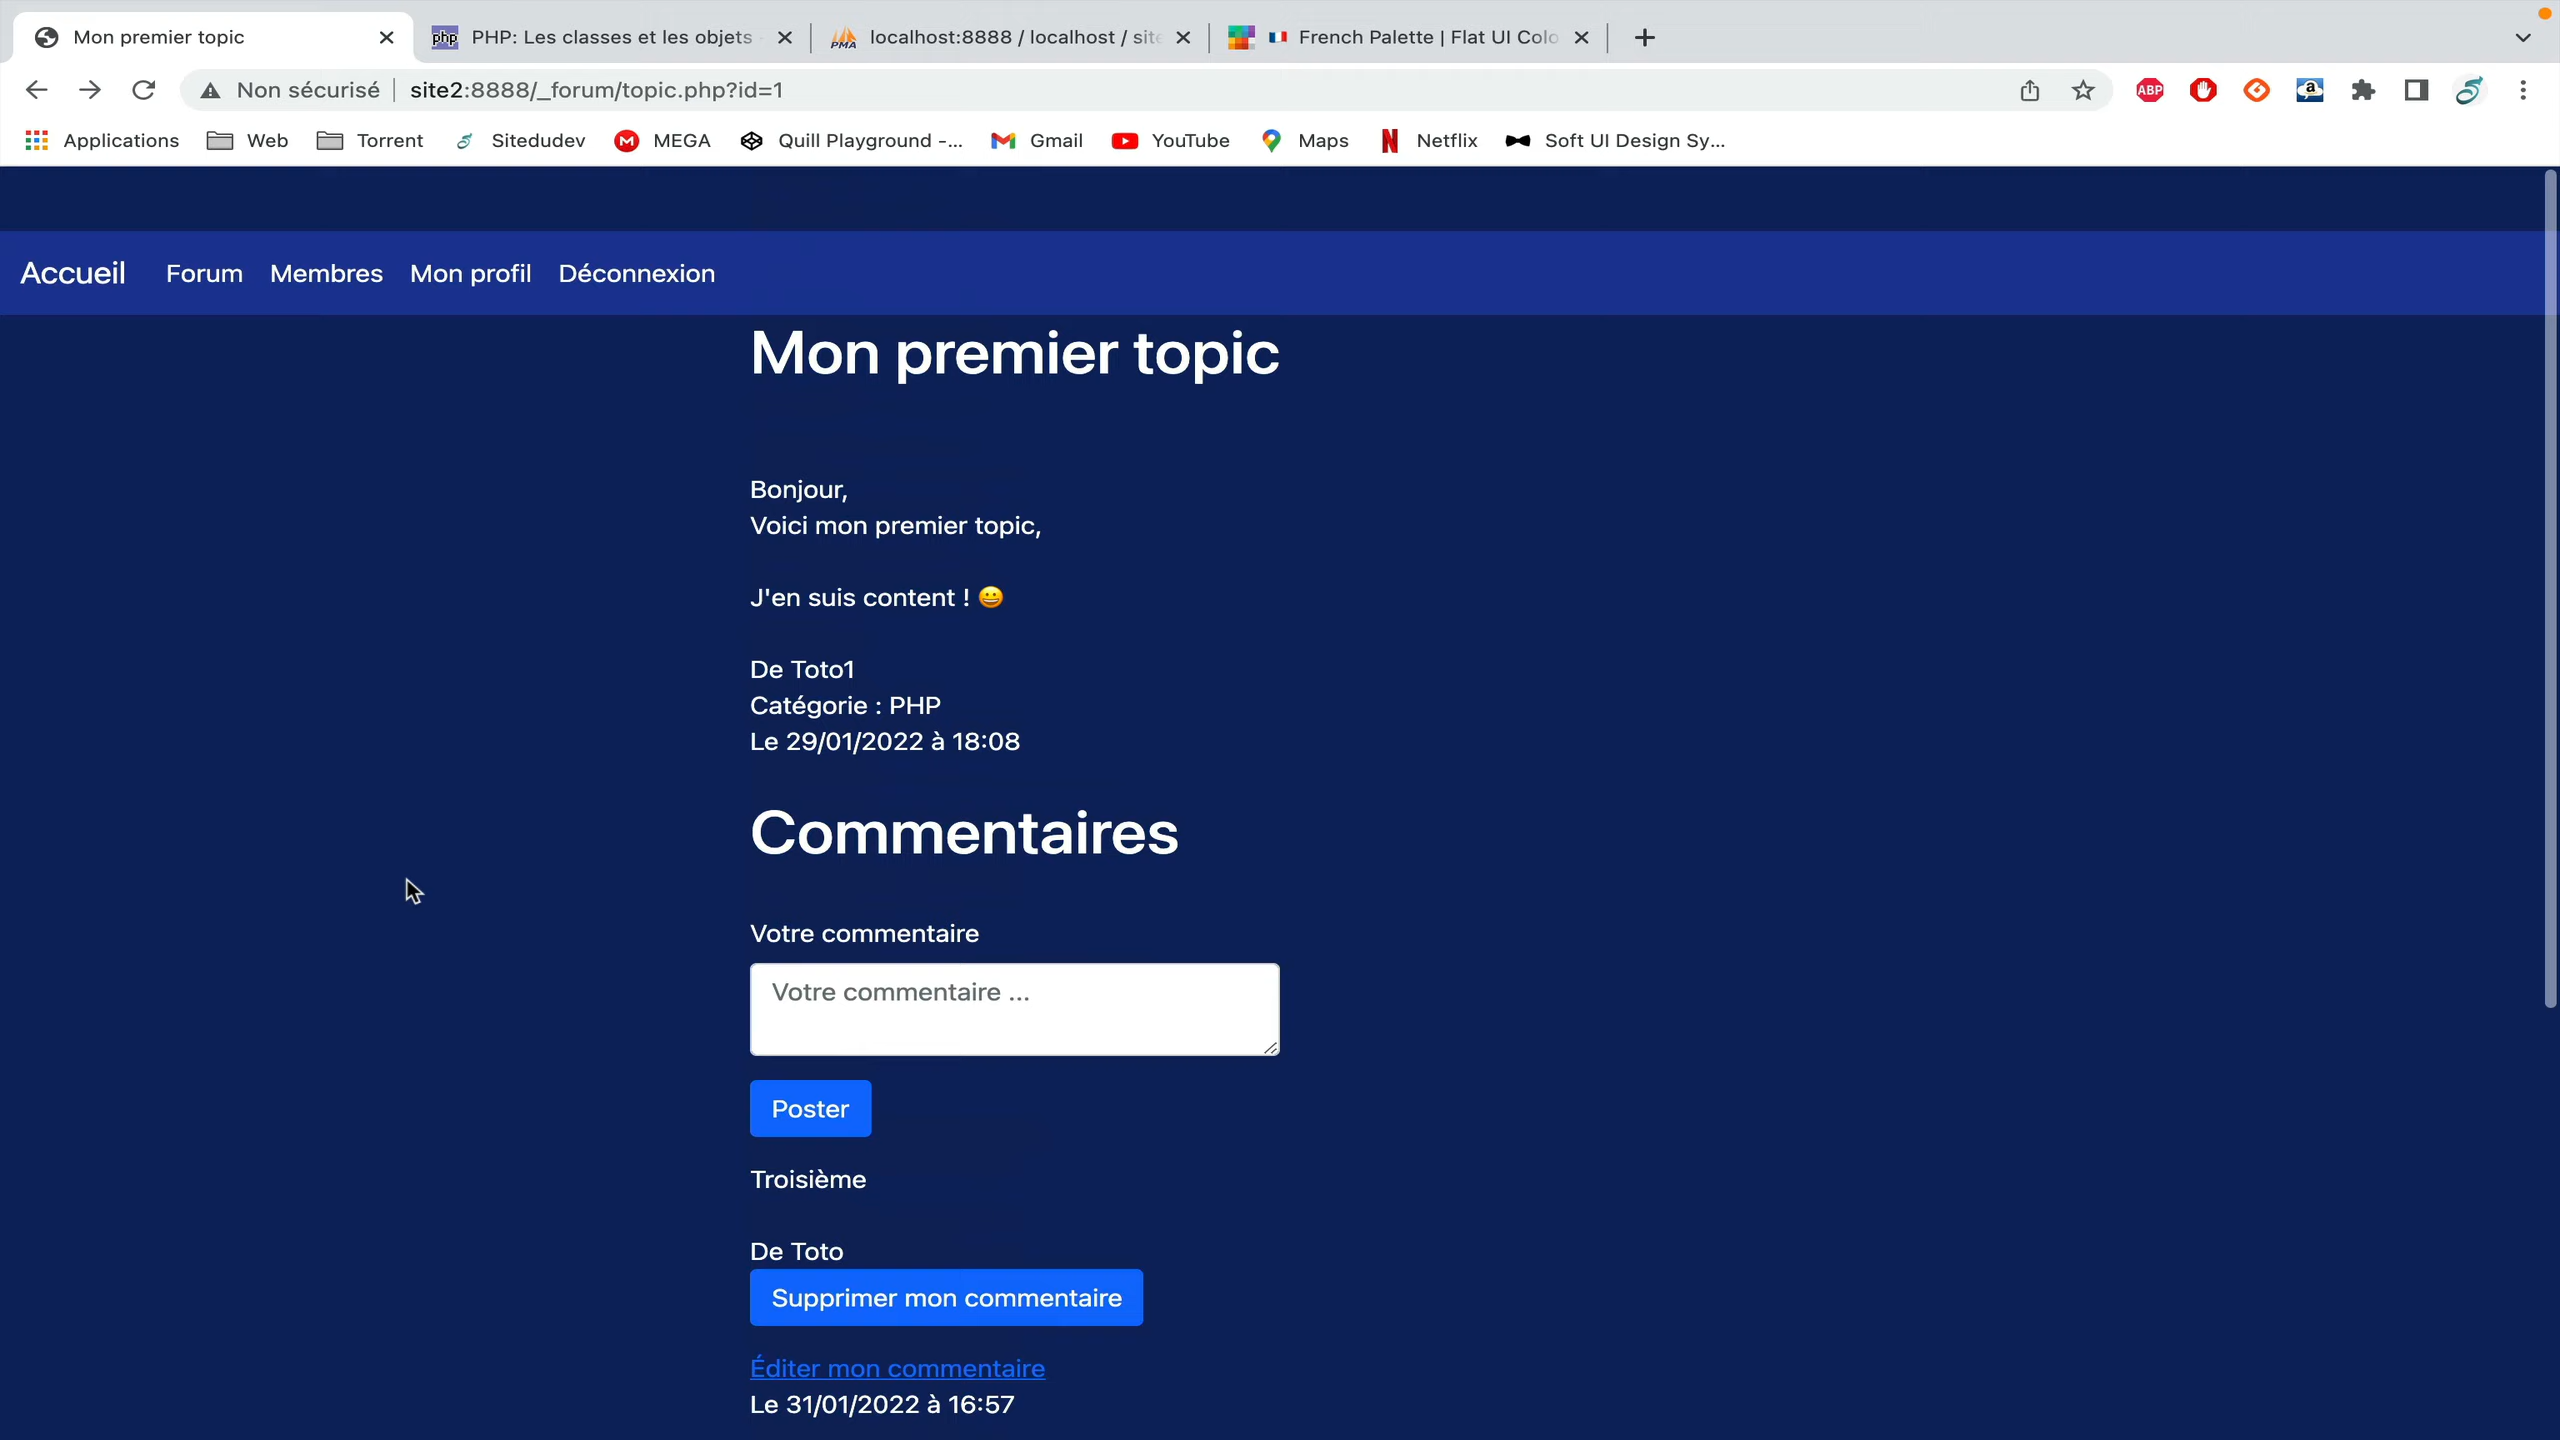 Mon premier topic
PHP: Les classes et les objets
localhost:8888 / localhost / site
French Palette | Flat UI Colo
Non sécurisé
site2:8888/_forum/topic.php?id=1
ABP
Applications
Web
Torrent
Sitedudev
MEGA
Quill Playground -...
Gmail
YouTube
Maps
Netflix
Soft UI Design Sy...
Accueil
Forum
Membres
Mon profil
Déconnexion
Mon premier topic
Bonjour,
Voici mon premier topic,
J'en suis content ! 😀
De Toto1
Catégorie : PHP
Le 29/01/2022 à 18:08
Commentaires
Votre commentaire
Votre commentaire ...
Poster
Troisième
De Toto
Supprimer mon commentaire
Éditer mon commentaire
Le 31/01/2022 à 16:57